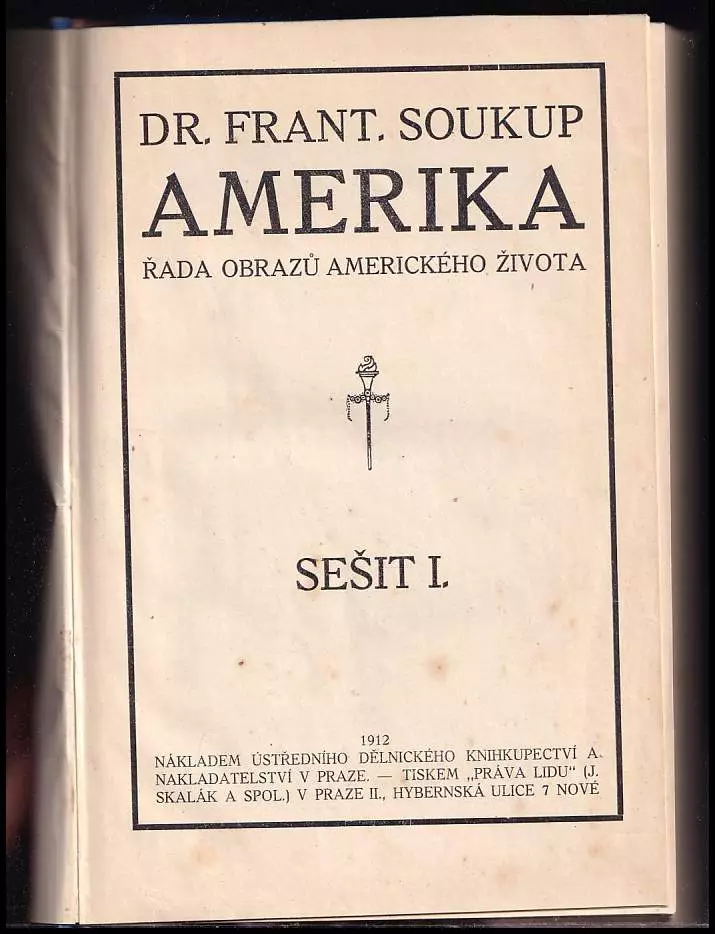 DR. FRANT. SOUKUP
AMERIKA
ŘADA OBRAZŮ AMERICKÉHO ŽIVOTA
SEŠIT I.
1912
NÁKLADEM ÚSTŘEDNÍHO DĚLNICKÉHO KNIHKUPECTVÍ A
NAKLADATELSTVÍ V PRAZE. — TISKEM „PRÁVA LIDU“ (J.
SKALÁK A SPOL.) V PRAZE II., HYBERNSKÁ ULICE 7 NOVÉ